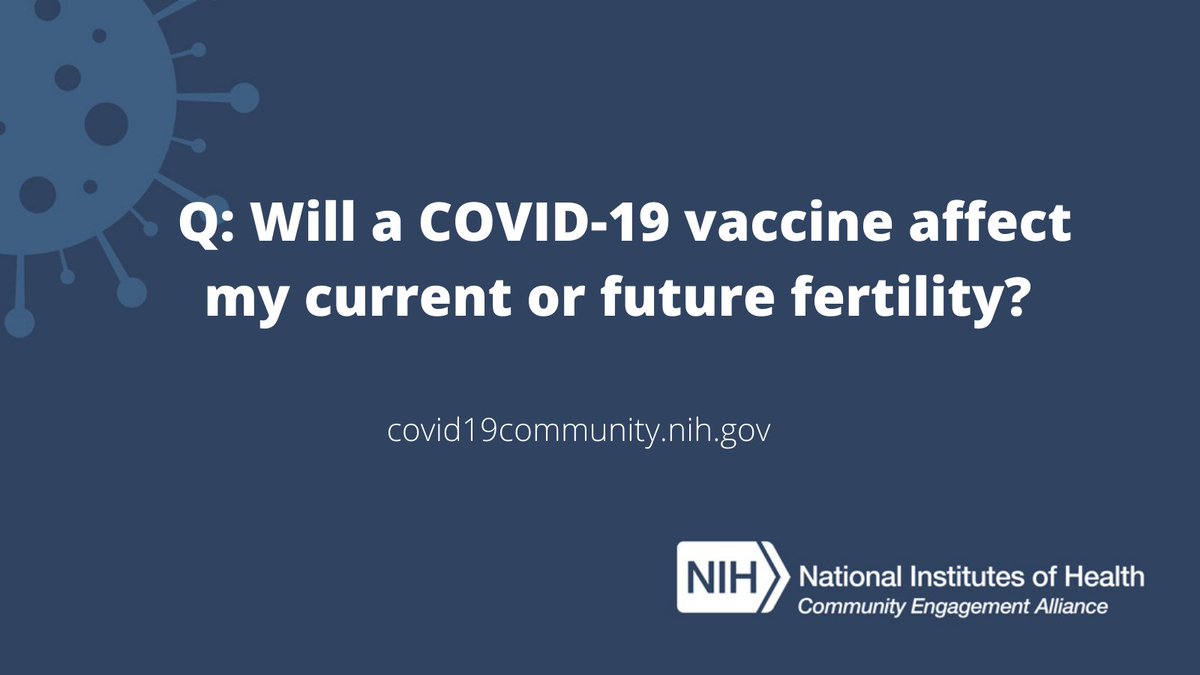 Q: Will a COVID-19 vaccine affect
my current or future fertility?
covid19community.nih.gov
NIH National Institutes of Health
Community Engagement Alliance